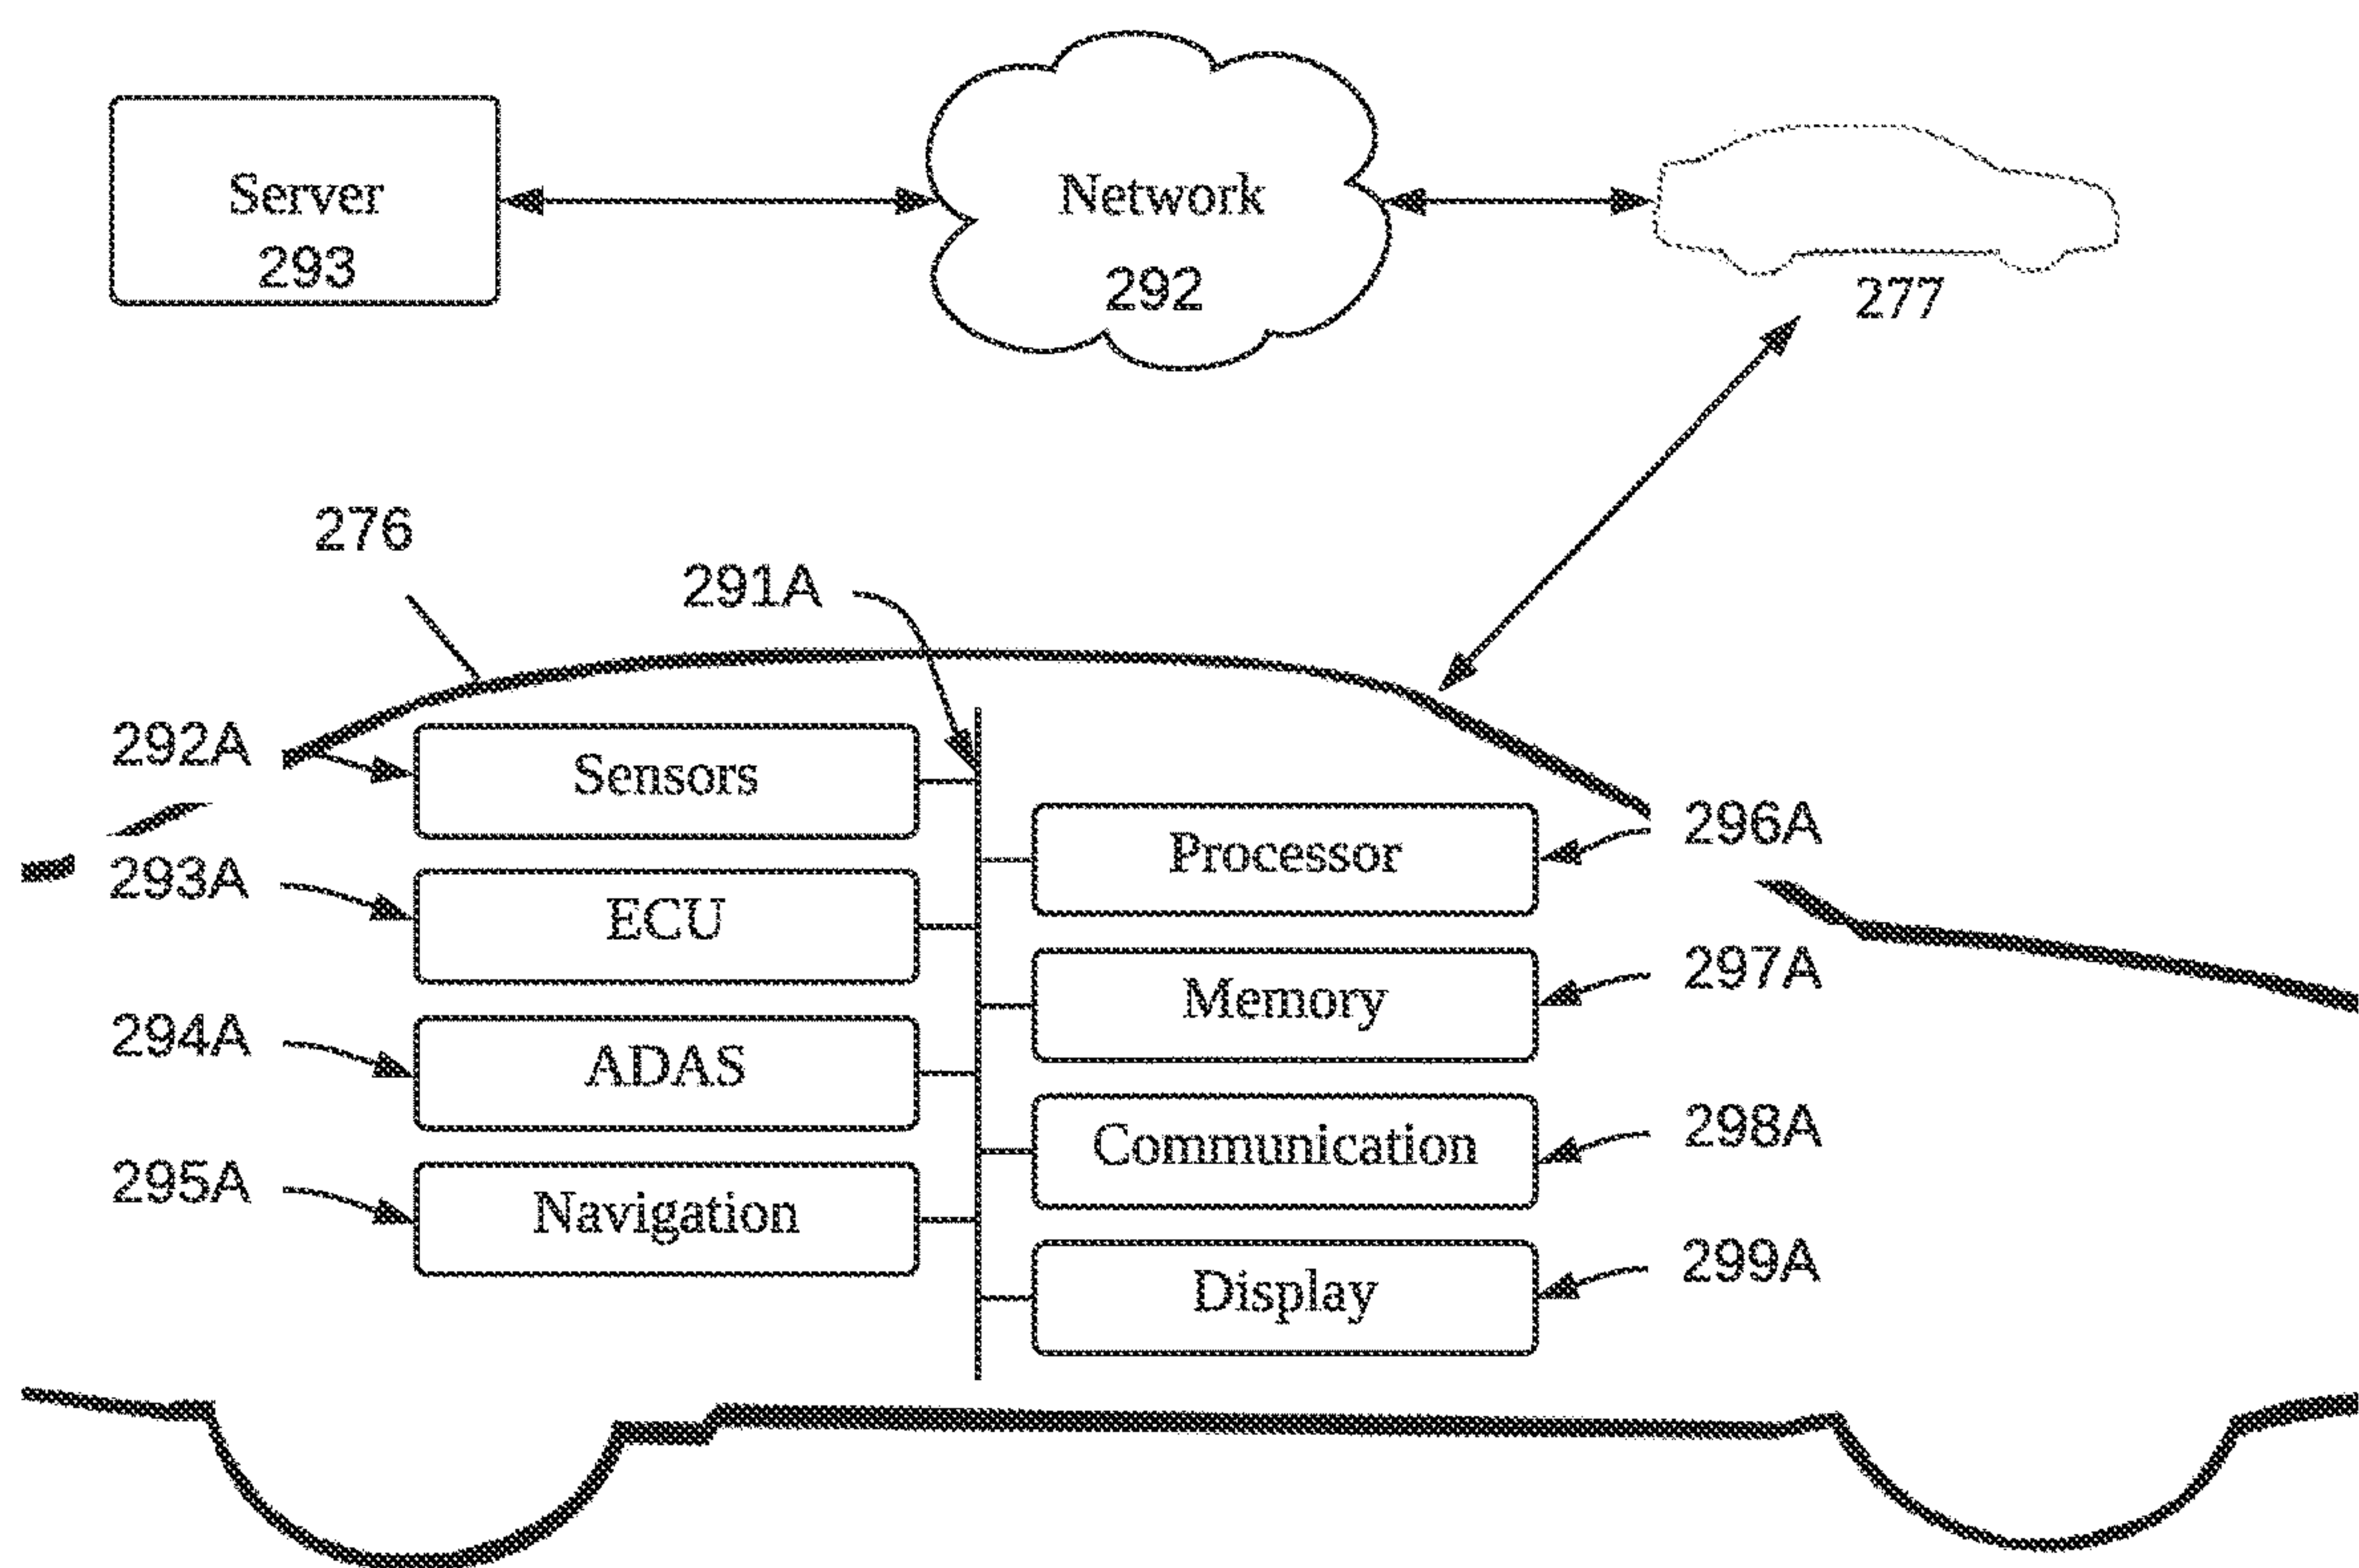 Server
293
Network
292
277
276
291A
292A
Sensors
293A
ECU
294A
ADAS
295A
Navigation
Processor
296A
Memory
297A
Communication
298A
Display
299A